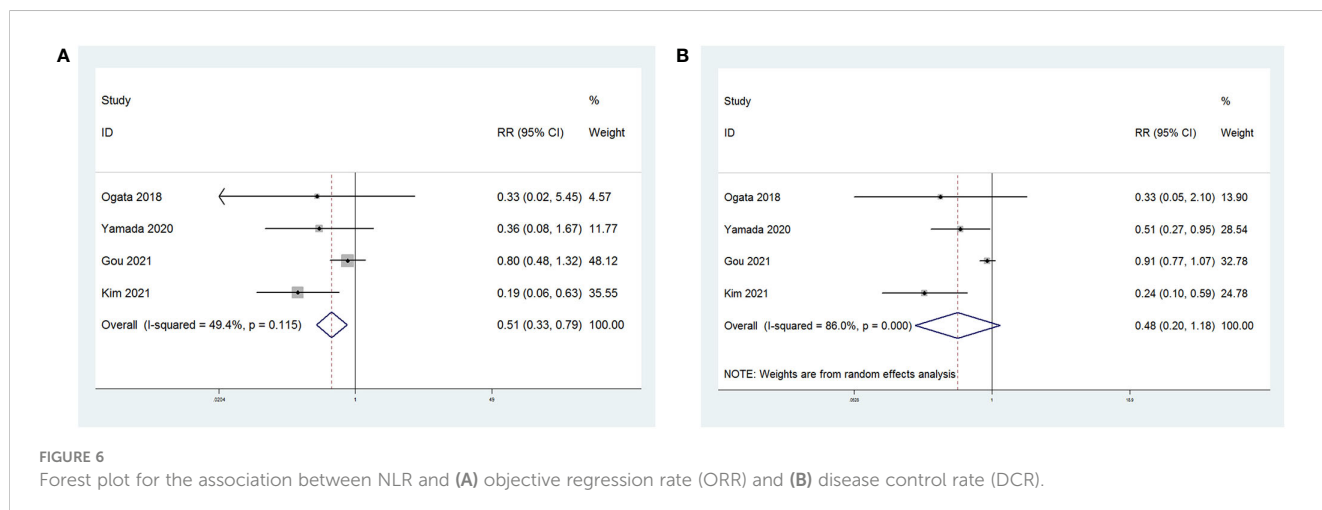 A
Study %
ID RR (95% CI) Weight
Ogata 2018 0.33 (0.02, 5.45) 4.57
Yamada 2020 0.36 (0.08, 1.67) 11.77
Gou 2021 0.80 (0.48, 1.32) 48.12
Kim 2021 0.19 (0.06, 0.63) 35.55
Overall (I-squared = 49.4%, p = 0.115) 0.51 (0.33, 0.79) 100.00
.0204 1 49
B
Study %
ID RR (95% CI) Weight
Ogata 2018 0.33 (0.05, 2.10) 13.90
Yamada 2020 0.51 (0.27, 0.95) 28.54
Gou 2021 0.91 (0.77, 1.07) 32.78
Kim 2021 0.24 (0.10, 0.59) 24.78
Overall (I-squared = 86.0%, p = 0.000) 0.48 (0.20, 1.18) 100.00
NOTE: Weights are from random effects analysis
1
FIGURE 6
Forest plot for the association between NLR and (A) objective regression rate (ORR) and (B) disease control rate (DCR).